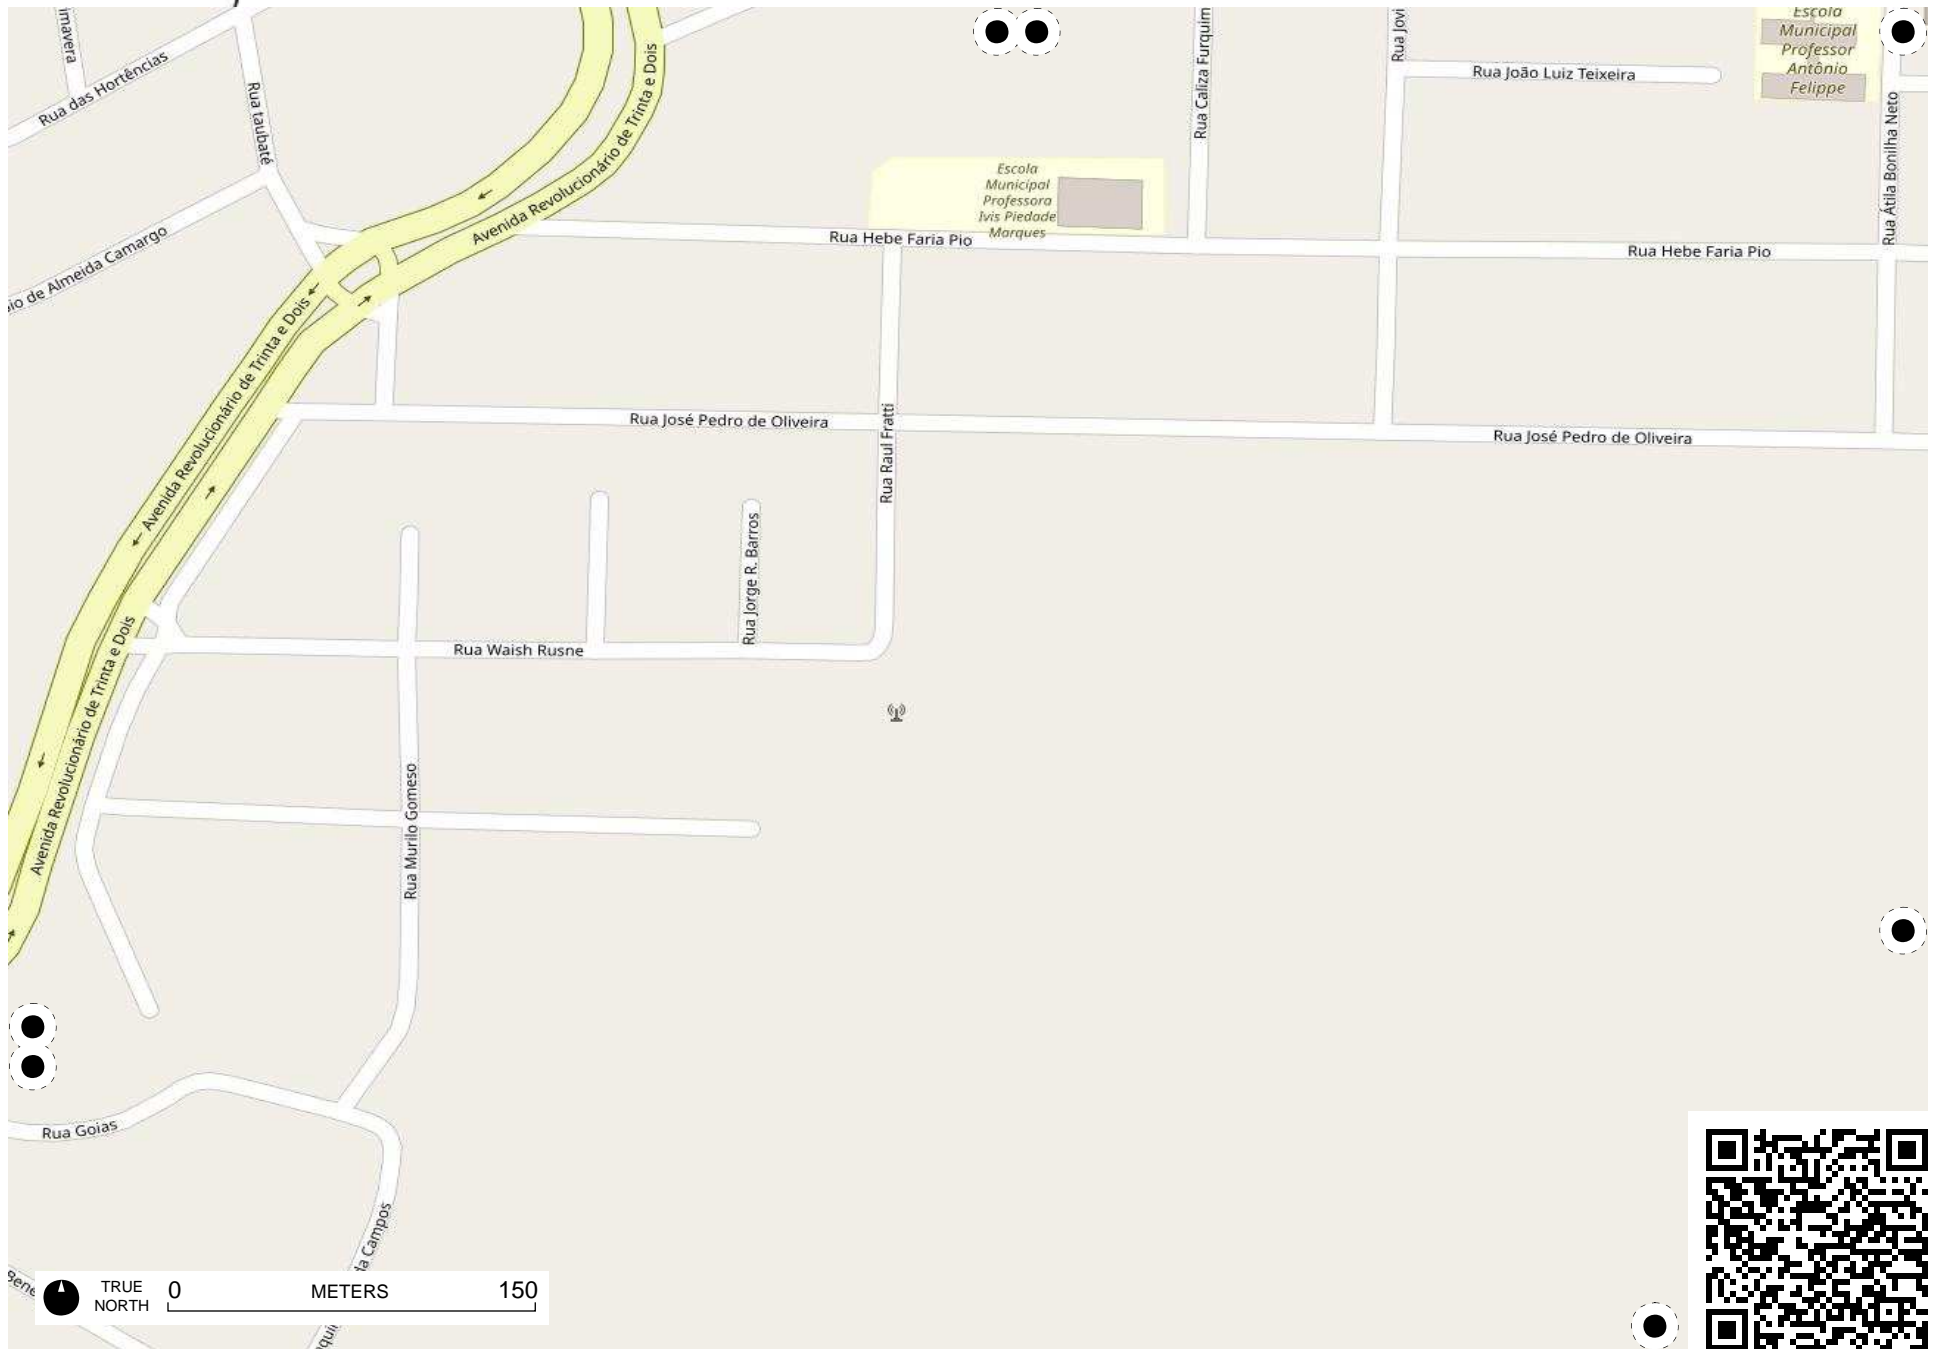 Rua das Hortências
Rua taubaté
Avenida Revolucionário de Trinta e Dois
Rua Caliza Furquim
Rua João Luiz Teixeira
Escola
Municipal
Professor
Antônio
Felippe
Rua Átila Bonilha Neto
Escola
Municipal
Professora
Ivis Piedade
Marques
Rua Hebe Faria Pio
Rua Hebe Faria Pio
de Almeida Camargo
Avenida Revolucionário de Trinta e Dois
Rua José Pedro de Oliveira
Rua José Pedro de Oliveira
Rua Raul Fratti
Rua Jorge R. Barros
Rua Waish Rusne
Avenida Revolucionário de Trinta e Dois
Rua Murilo Gomeso
Rua Goias
Campos
TRUE
NORTH
0 METERS 150